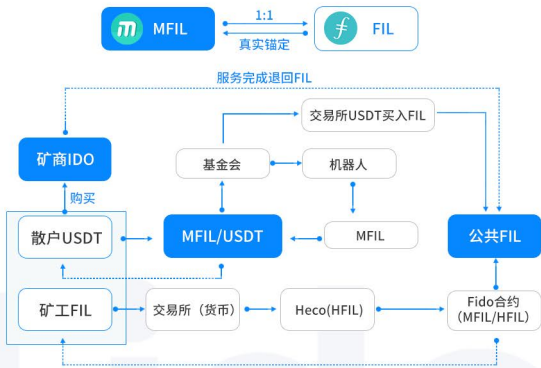 MFIL
1:1
真实锚定
FIL
服务完成退回FIL
交易所USDT买入FIL
矿商IDO
基金会
机器人
购买
散户USDT
MFIL/USDT
MFIL
公共FIL
矿工FIL
交易所（货币）
Heco(HFIL)
Fido合约
（MFIL/HFIL）